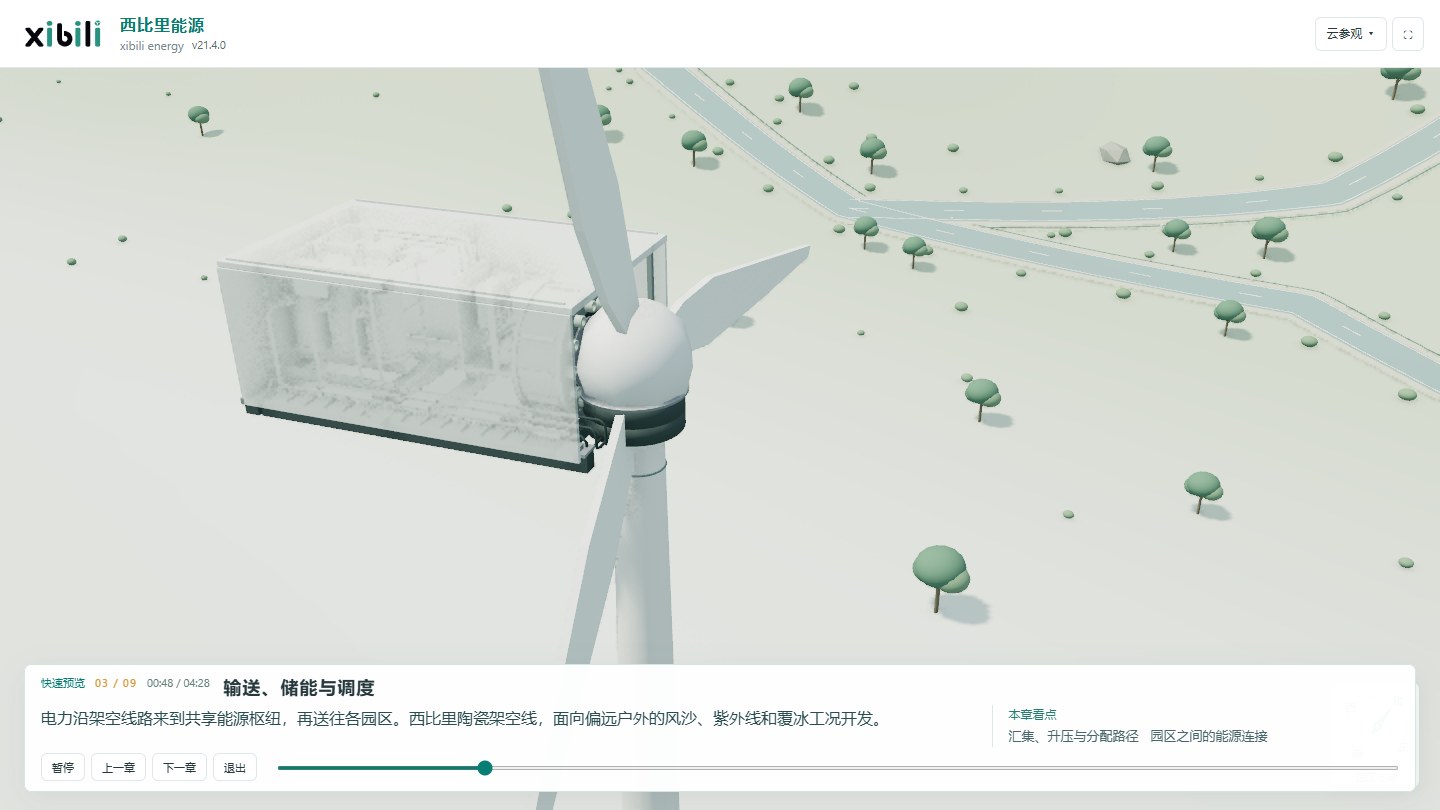 xibili
西比里能源
xibili energy v21.4.0
云参观
快速预览 03 / 09 00:48 / 04:28 输送、储能与调度
电力沿架空线路来到共享能源枢纽，再送往各园区。西比里陶瓷架空线，面向偏远户外的风沙、紫外线和覆冰工况开发。
本章看点
汇集、升压与分配路径 园区之间的能源连接
暂停 上一章 下一章 退出